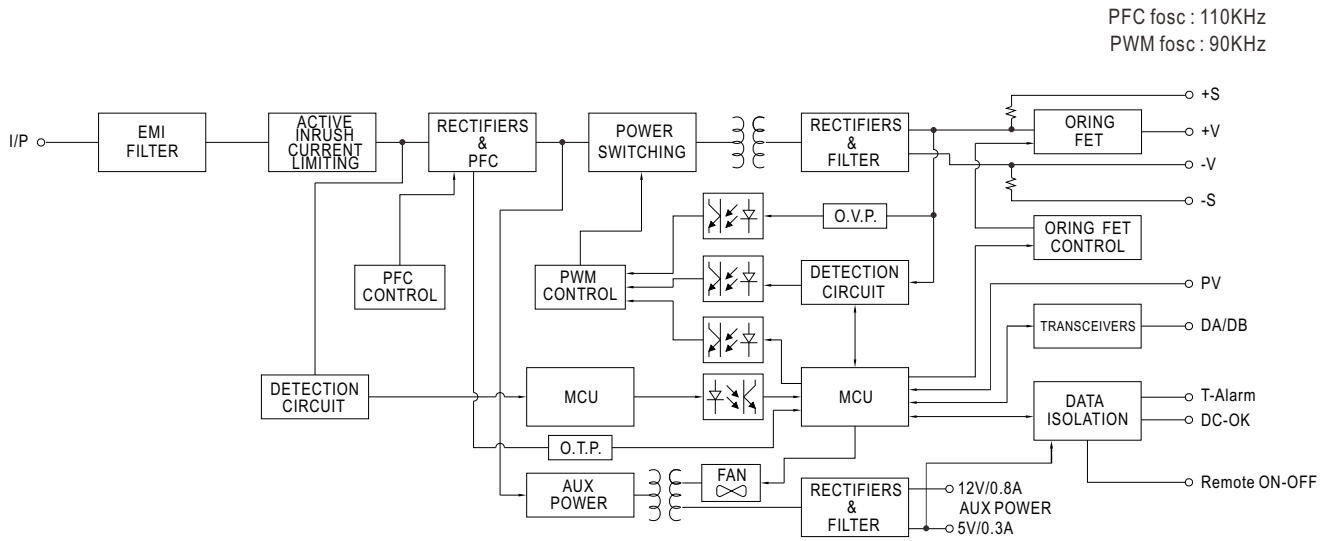 PFC fosc : 110KHz
PWM fosc : 90KHz
I/P
EMI
FILTER
ACTIVE
INRUSH
CURRENT
LIMITING
RECTIFIERS
&
PFC
POWER
SWITCHING
RECTIFIERS
&
FILTER
+S
ORING
FET
+V
-V
-S
O.V.P.
ORING FET
CONTROL
PFC
CONTROL
PWM
CONTROL
DETECTION
CIRCUIT
PV
TRANSCEIVERS
DA/DB
DETECTION
CIRCUIT
MCU
MCU
DATA
ISOLATION
T-Alarm
DC-OK
O.T.P.
AUX
POWER
FAN
RECTIFIERS
&
FILTER
12V/0.8A
AUX POWER
5V/0.3A
Remote ON-OFF